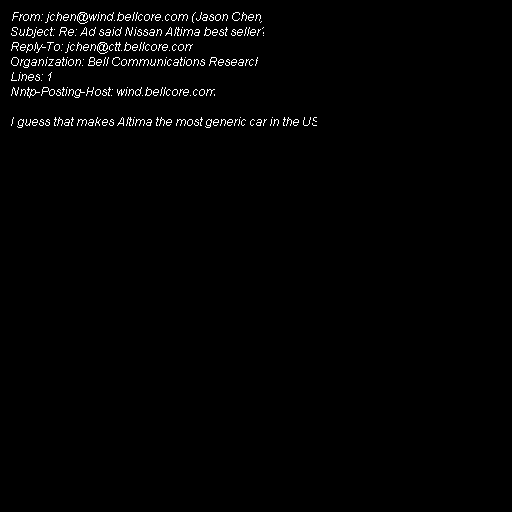 From: jchen@wind.bellcore.com (Jason Chen)
Subject: Re: Ad said Nissan Altima best seller?
Reply-To: jchen@ctt.bellcore.com
Organization: Bell Communications Research
Lines: 1
Nntp-Posting-Host: wind.bellcore.com

I guess that makes Altima the most generic car in the US